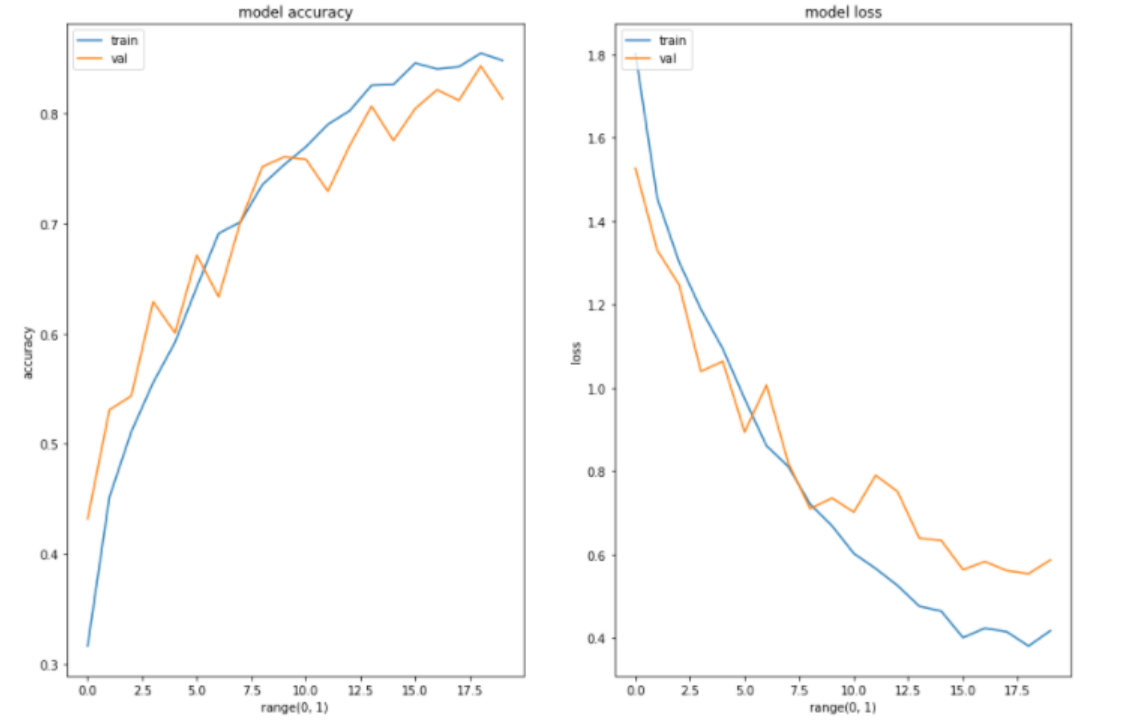 model accuracy
train
val
0.8
0.7
0.6
0.5
0.4
0.3
accuracy
0.0 2.5 5.0 7.5 10.0 12.5 15.0 17.5
range(0, 1)
model loss
train
val
1.8
1.6
1.4
1.2
1.0
0.8
0.6
0.4
loss
0.0 2.5 5.0 7.5 10.0 12.5 15.0 17.5
range(0, 1)